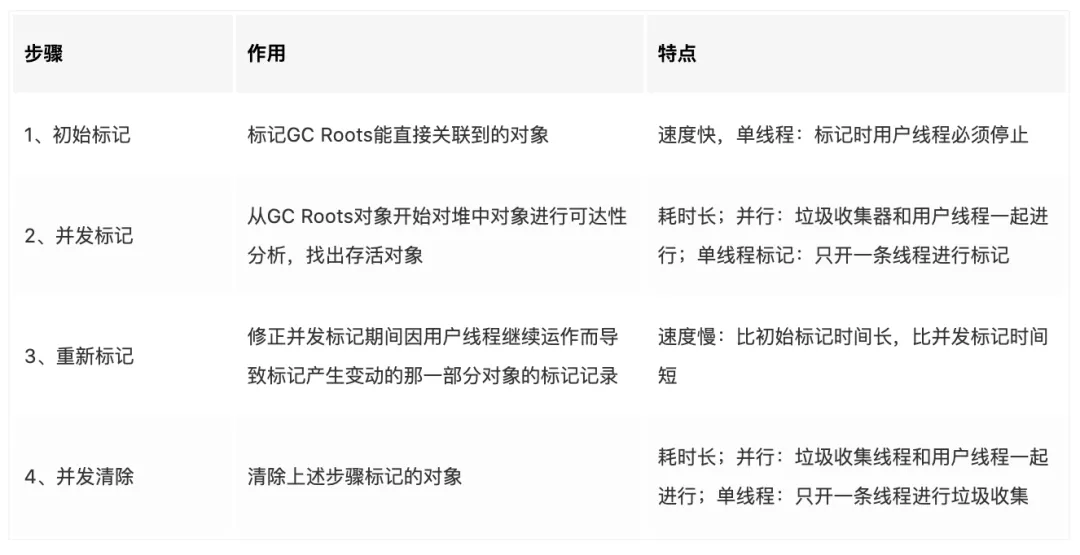 步骤
作用
特点
1、初始标记
标记GC Roots能直接关联到的对象
速度快，单线程：标记时用户线程必须停止
2、并发标记
从GC Roots对象开始对堆中对象进行可达性
分析，找出存活对象
耗时长；并行：垃圾收集器和用户线程一起进
行；单线程标记：只开一条线程进行标记
3、重新标记
修正并发标记期间因用户线程继续运作而导
致标记产生变动的那一部分对象的标记记录
速度慢：比初始标记时间长，比并发标记时间
短
4、并发清除
清除上述步骤标记的对象
耗时长；并行：垃圾收集线程和用户线程一起
进行；单线程：只开一条线程进行垃圾收集